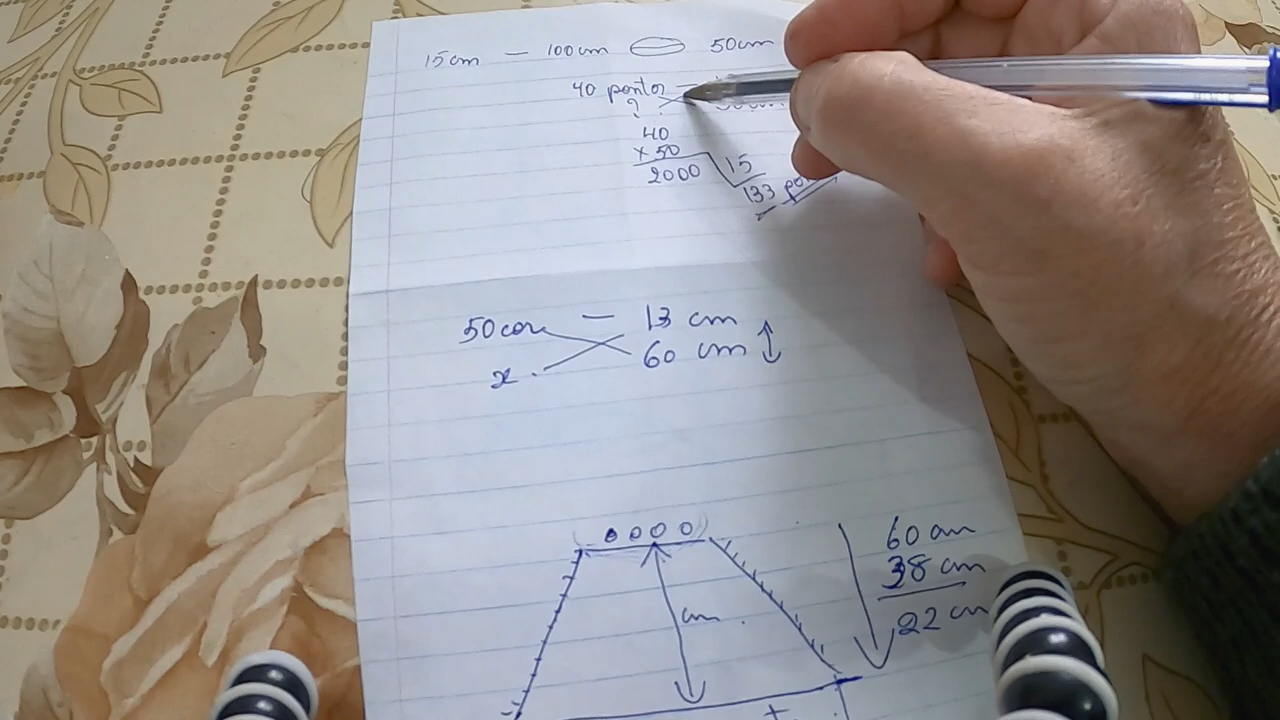 15cm — 100cm 50cm
40 pontos —
?
40
x 50
2000 15
133
50cm — 13 cm
x 60 cm
0000
60 cm
38 cm
22 cm
cm